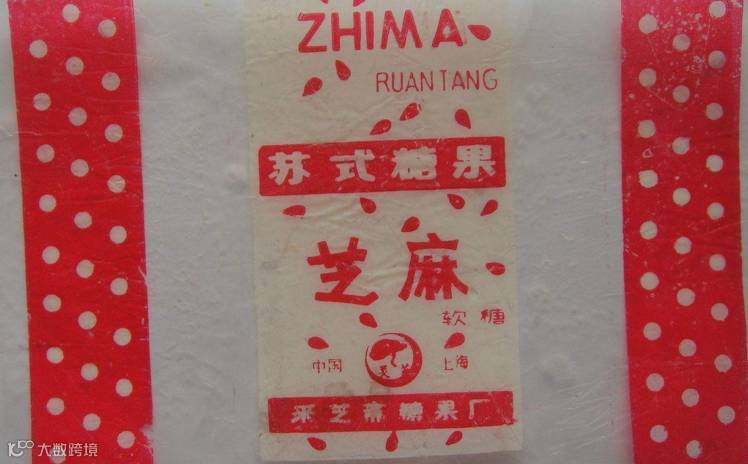 ZHIMA
RUANTANG
苏式糖果
芝麻
软糖
中国 上海
采芝斋糖果厂
大数跨境